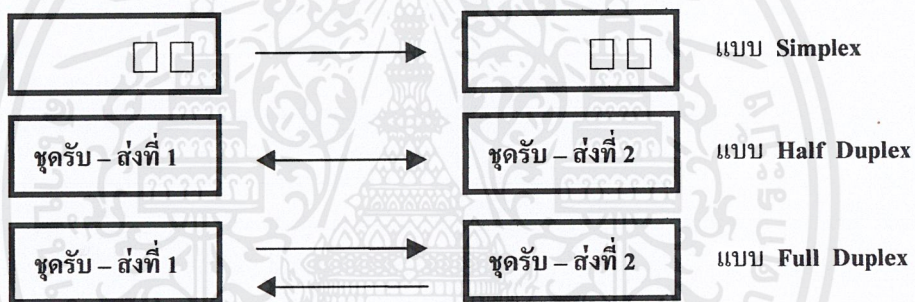 □□ □□ แบบ Simplex
ชุดรับ – ส่งที่ 1 ชุดรับ – ส่งที่ 2 แบบ Half Duplex
ชุดรับ – ส่งที่ 1 ชุดรับ – ส่งที่ 2 แบบ Full Duplex